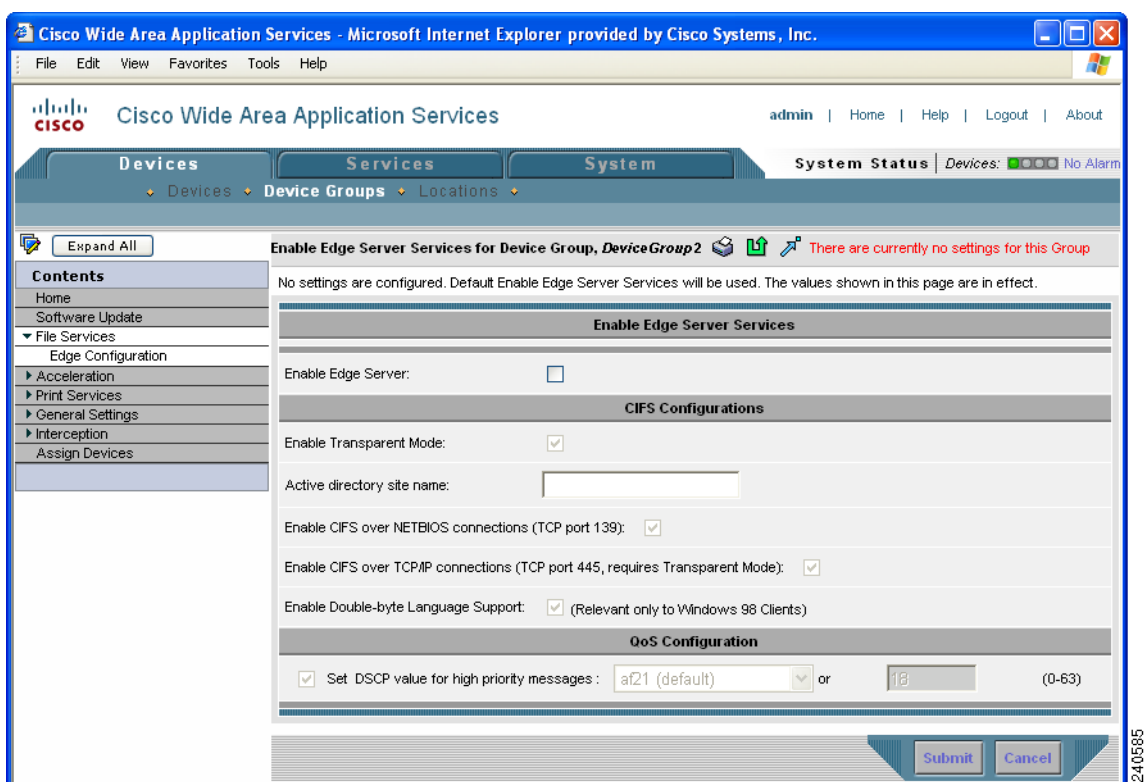 Cisco Wide Area Application Services - Microsoft Internet Explorer provided by Cisco Systems, Inc.
File Edit View Favorites Tools Help
CISCO Cisco Wide Area Application Services admin | Home | Help | Logout | About
Devices Services System System Status | Devices: No Alarm
Devices Device Groups Locations
Expand All Enable Edge Server Services for Device Group, DeviceGroup2 There are currently no settings for this Group
Contents
Home
Software Update
File Services
Edge Configuration
Acceleration
Print Services
General Settings
Interception
Assign Devices
No settings are configured. Default Enable Edge Server Services will be used. The values shown in this page are in effect.
Enable Edge Server Services
Enable Edge Server:
CIFS Configurations
Enable Transparent Mode:
Active directory site name:
Enable CIFS over NETBIOS connections (TCP port 139):
Enable CIFS over TCP/IP connections (TCP port 445, requires Transparent Mode):
Enable Double-byte Language Support: (Relevant only to Windows 98 Clients)
QoS Configuration
Set DSCP value for high priority messages : af21 (default) or 18 (0-63)
Submit Cancel
240585